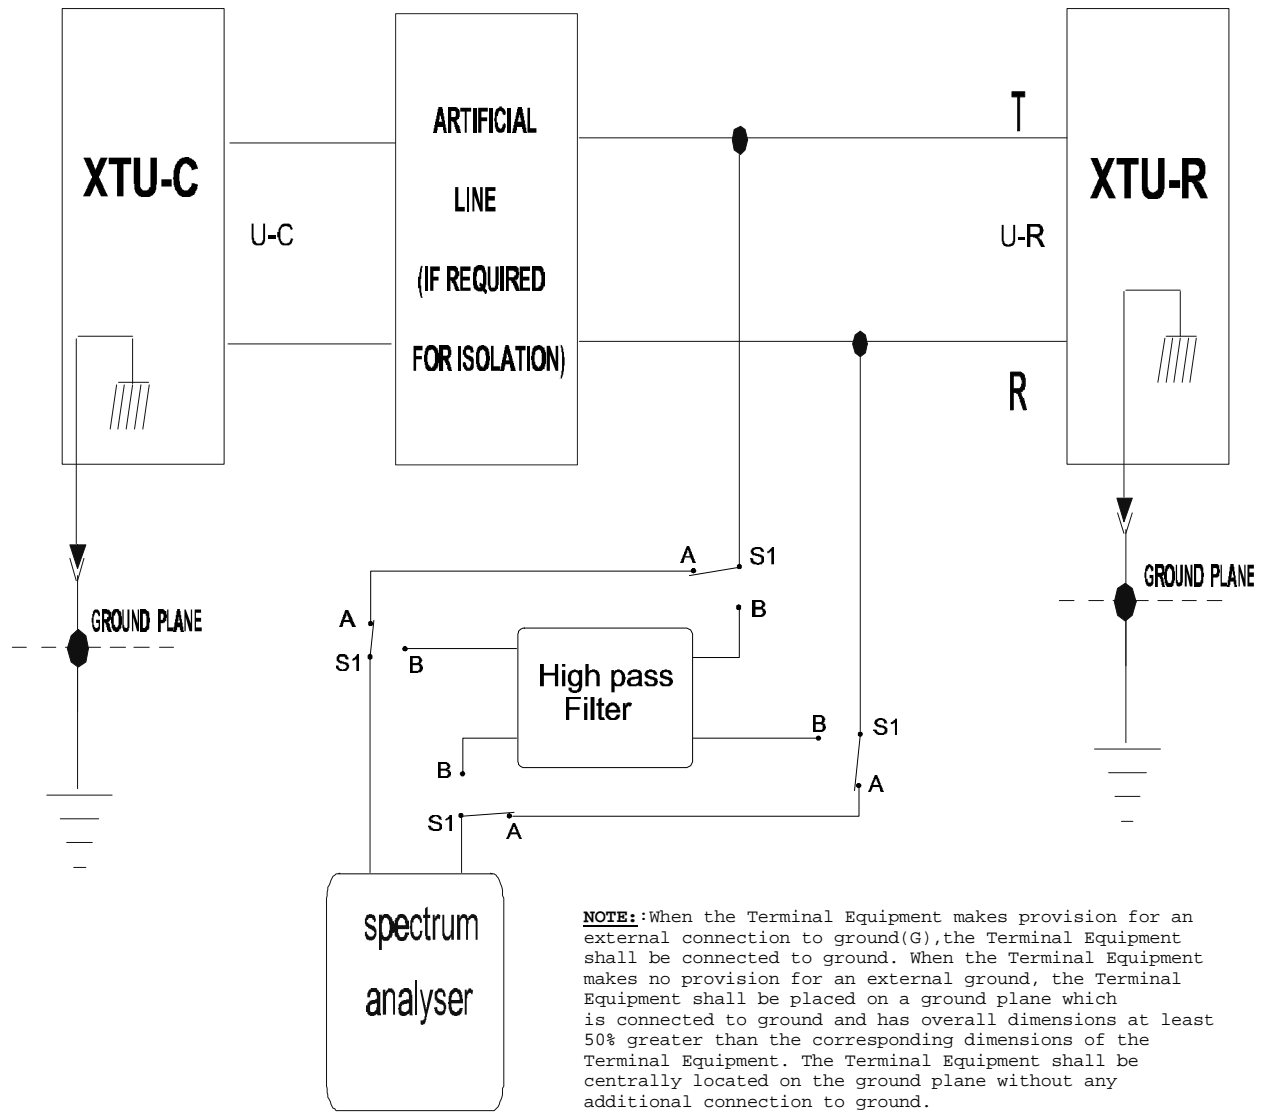 XTU-C
U-C
ARTIFICIAL
LINE
(IF REQUIRED
FOR ISOLATION)
T
U-R
R
XTU-R
GROUND PLANE
GROUND PLANE
A
S1
B
A
S1
B
High pass
Filter
B
S1
A
B
S1
A
spectrum
analyser
NOTE::When the Terminal Equipment makes provision for an
external connection to ground(G),the Terminal Equipment
shall be connected to ground. When the Terminal Equipment
makes no provision for an external ground, the Terminal
Equipment shall be placed on a ground plane which
is connected to ground and has overall dimensions at least
50% greater than the corresponding dimensions of the
Terminal Equipment. The Terminal Equipment shall be
centrally located on the ground plane without any
additional connection to ground.